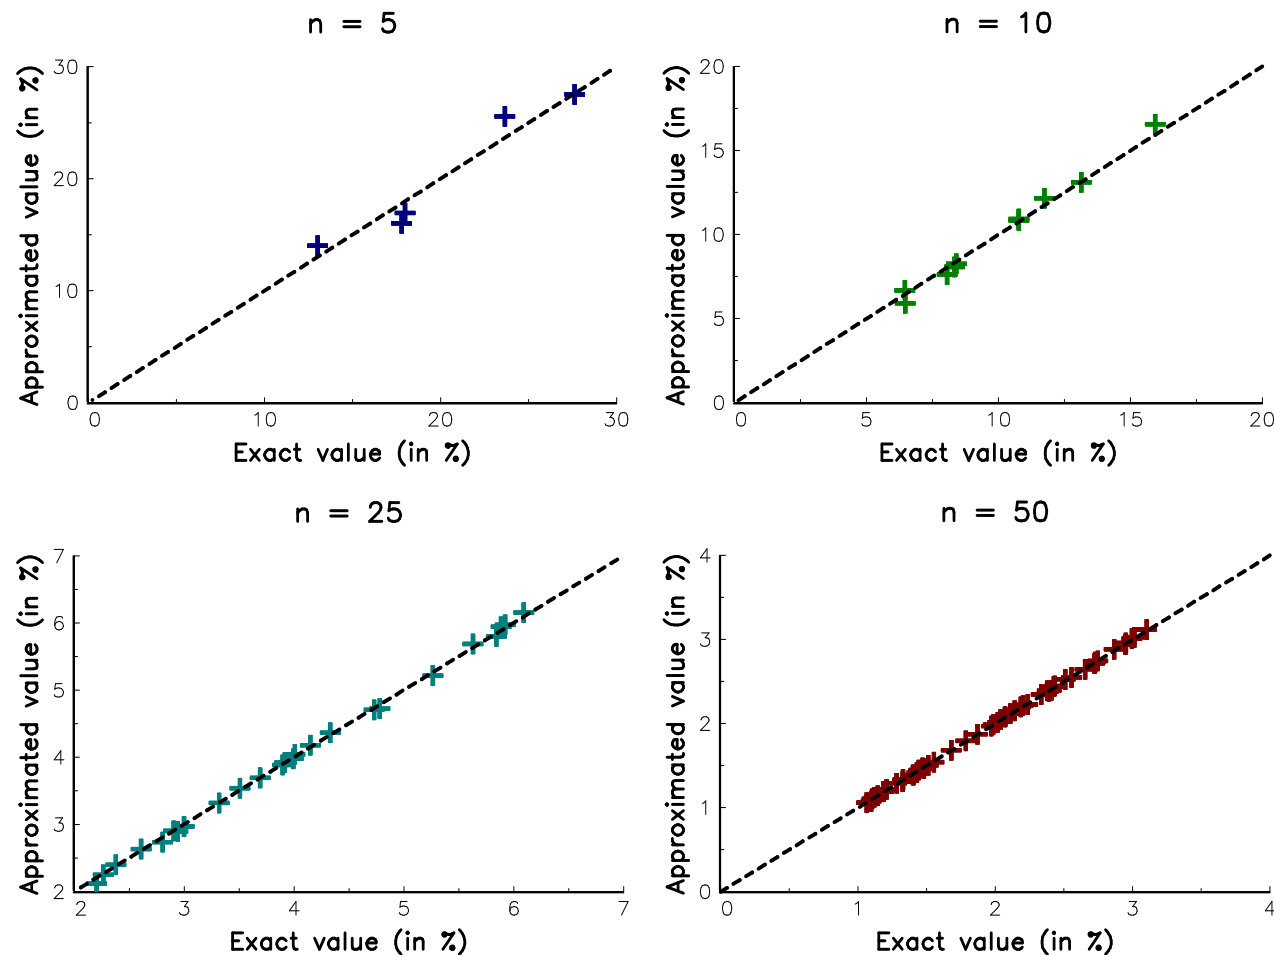 n = 5
Approximated value (in %)
30
20
10
0
0 10 20 30
Exact value (in %)
n = 10
Approximated value (in %)
20
15
10
5
0
0 5 10 15 20
Exact value (in %)
n = 25
Approximated value (in %)
7
6
5
4
3
2
2 3 4 5 6 7
Exact value (in %)
n = 50
Approximated value (in %)
4
3
2
1
0
0 1 2 3 4
Exact value (in %)